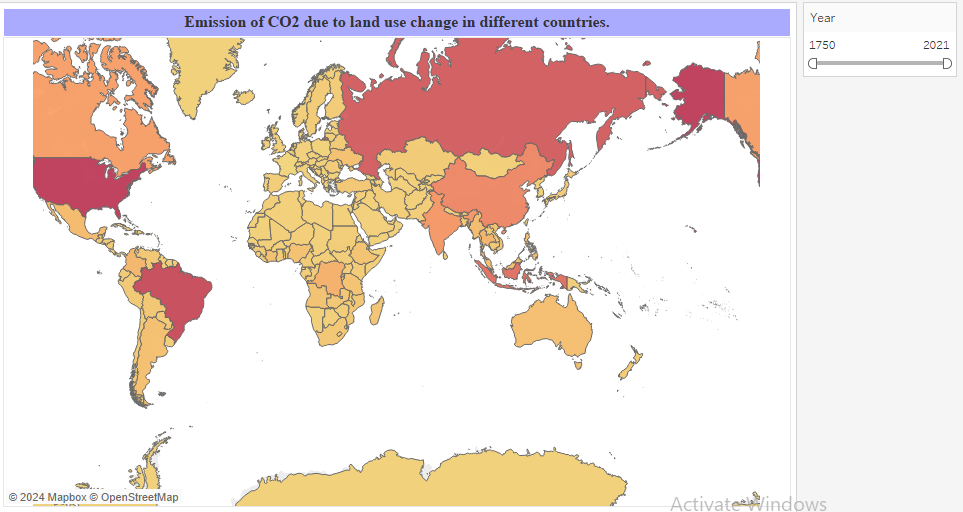 Emission of CO2 due to land use change in different countries.
Year
1750 2021
© 2024 Mapbox © OpenStreetMap
Activate Windows